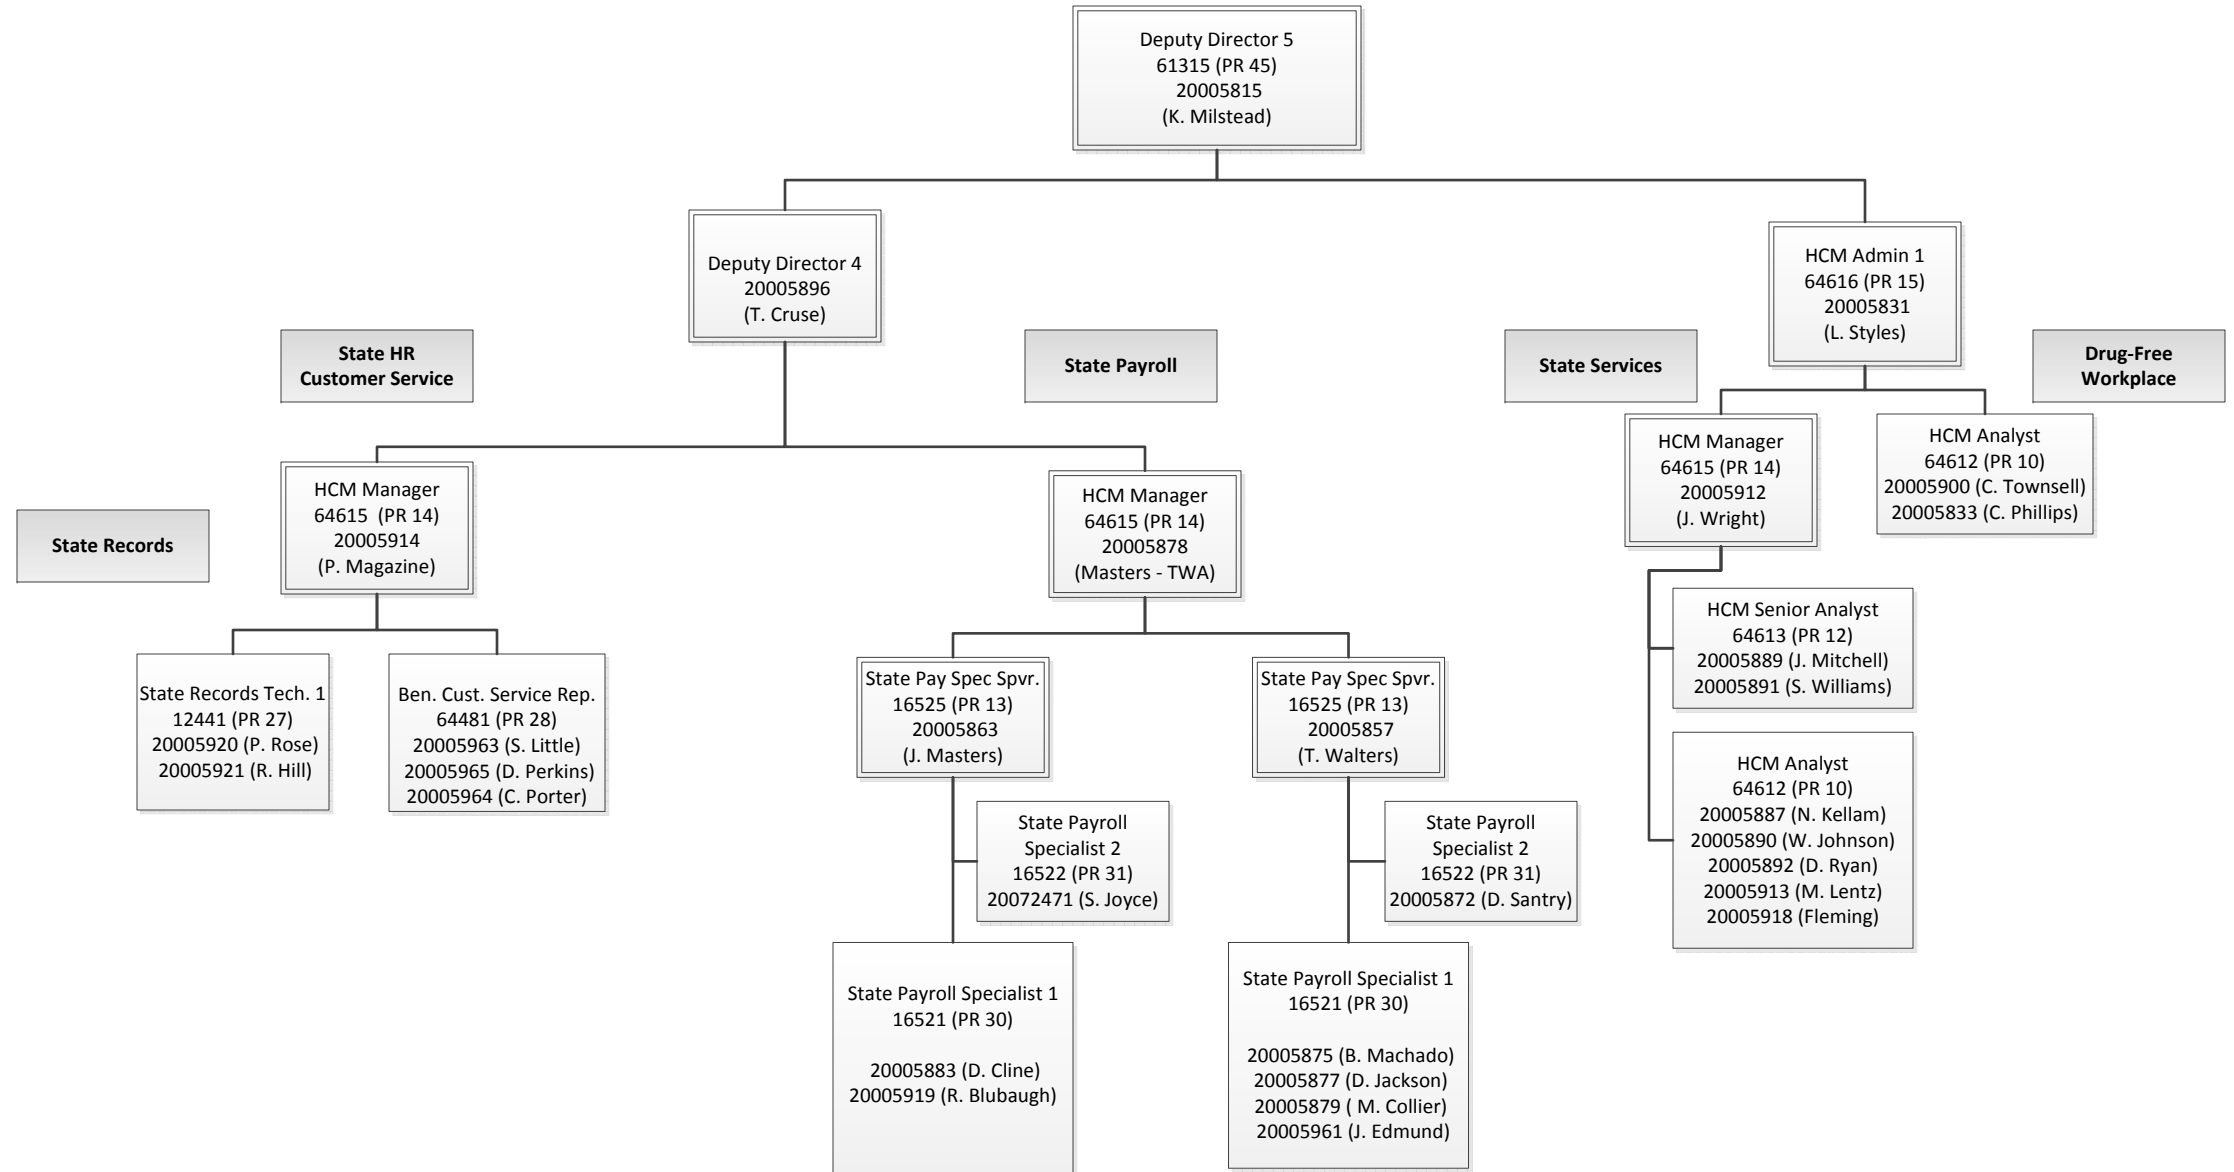 Deputy Director 5
61315 (PR 45)
20005815
(K. Milstead)
Deputy Director 4
20005896
(T. Cruse)
HCM Admin 1
64616 (PR 15)
20005831
(L. Styles)
State HR
Customer Service
State Payroll
State Services
Drug-Free
Workplace
HCM Manager
64615 (PR 14)
20005914
(P. Magazine)
HCM Manager
64615 (PR 14)
20005878
(Masters - TWA)
HCM Manager
64615 (PR 14)
20005912
(J. Wright)
HCM Analyst
64612 (PR 10)
20005900 (C. Townsell)
20005833 (C. Phillips)
State Records
State Records Tech. 1
12441 (PR 27)
20005920 (P. Rose)
20005921 (R. Hill)
Ben. Cust. Service Rep.
64481 (PR 28)
20005963 (S. Little)
20005965 (D. Perkins)
20005964 (C. Porter)
State Pay Spec Spvr.
16525 (PR 13)
20005863
(J. Masters)
State Pay Spec Spvr.
16525 (PR 13)
20005857
(T. Walters)
HCM Senior Analyst
64613 (PR 12)
20005889 (J. Mitchell)
20005891 (S. Williams)
HCM Analyst
64612 (PR 10)
20005887 (N. Kellam)
20005890 (W. Johnson)
20005892 (D. Ryan)
20005913 (M. Lentz)
20005918 (Fleming)
State Payroll
Specialist 2
16522 (PR 31)
20072471 (S. Joyce)
State Payroll
Specialist 2
16522 (PR 31)
20005872 (D. Santry)
State Payroll Specialist 1
16521 (PR 30)
20005883 (D. Cline)
20005919 (R. Blubaugh)
State Payroll Specialist 1
16521 (PR 30)
20005875 (B. Machado)
20005877 (D. Jackson)
20005879 ( M. Collier)
20005961 (J. Edmund)